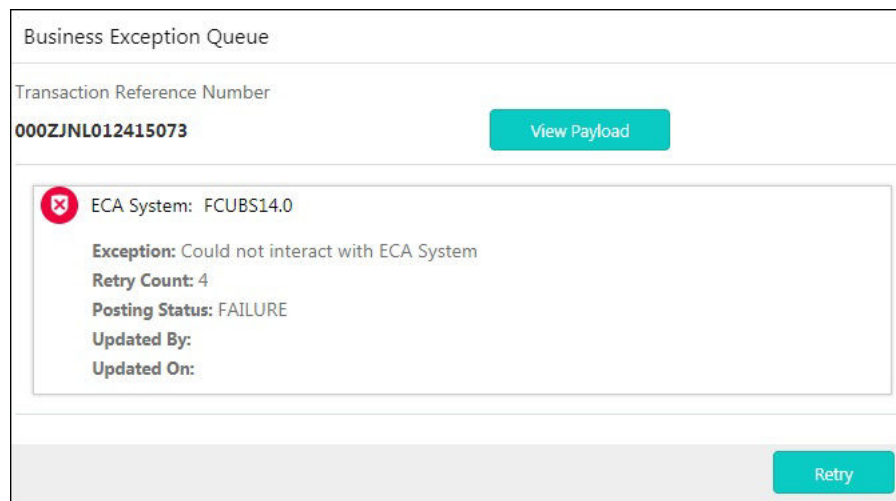 Business Exception Queue
Transaction Reference Number
000ZJNL012415073
View Payload
ECA System: FCUBS14.0
Exception: Could not interact with ECA System
Retry Count: 4
Posting Status: FAILURE
Updated By:
Updated On:
Retry